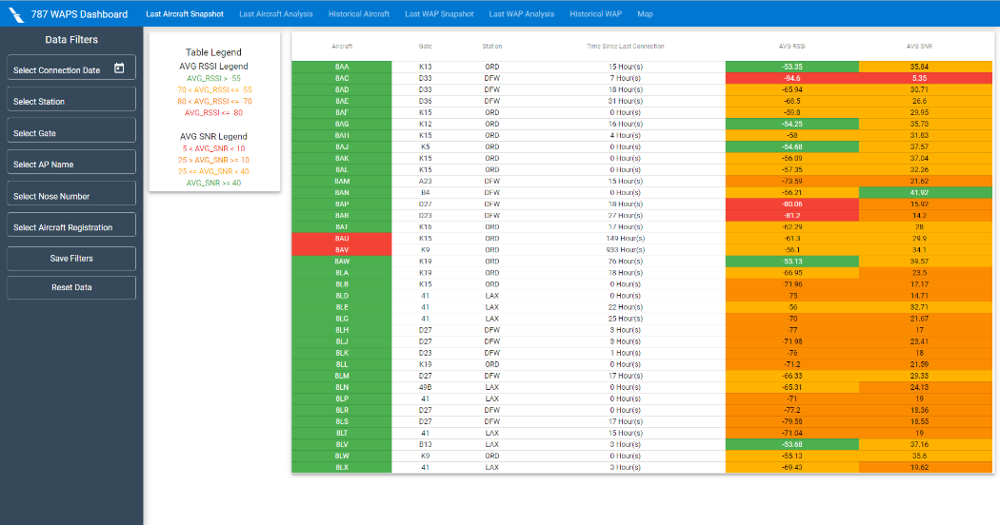 787 WAPS Dashboard Last Aircraft Snapshot Last Aircraft Analysis Historical Aircraft Last WAP Snapshot Last WAP Analysis Historical WAP Map
Data Filters
Select Connection Date
Select Station
Select Gate
Select AP Name
Select Nose Number
Select Aircraft Registration
Save Filters
Reset Data
Table Legend
AVG RSSI Legend
AVG_RSSI > -55
-70 < AVG_RSSI <= -55
-80 < AVG_RSSI <= -70
AVG_RSSI <= -80
AVG SNR Legend
5 < AVG_SNR < 10
25 > AVG_SNR >= 10
25 <= AVG_SNR < 40
AVG_SNR >= 40
Aircraft Gate Station Time Since Last Connection AVG RSSI AVG SNR
8AA K13 ORD 15 Hour(s) -53.35 35.84
8AC D33 DFW 7 Hour(s) -94.6 5.35
8AD D33 DFW 18 Hour(s) -65.94 30.71
8AE D36 DFW 31 Hour(s) -68.5 26.6
8AF K15 ORD 0 Hour(s) -59.8 29.95
8AG K12 ORD 16 Hour(s) -54.25 35.73
8AH K15 ORD 4 Hour(s) -58 31.83
8AJ K5 ORD 0 Hour(s) -54.68 37.57
8AK K15 ORD 0 Hour(s) -56.09 37.04
8AL K15 ORD 0 Hour(s) -57.35 32.26
8AM A23 DFW 15 Hour(s) -73.59 21.62
8AN B4 DFW 0 Hour(s) -56.21 41.92
8AP D27 DFW 18 Hour(s) -80.06 15.92
8AR D23 DFW 27 Hour(s) -81.2 14.2
8AT K16 ORD 17 Hour(s) -62.29 28
8AU K15 ORD 149 Hour(s) -61.3 29.9
8AV K9 ORD 933 Hour(s) -56.1 34.1
8AW K19 ORD 76 Hour(s) -53.13 39.57
8LA K19 ORD 18 Hour(s) -66.95 23.5
8LB K15 ORD 0 Hour(s) -71.96 17.17
8LD 41 LAX 0 Hour(s) -75 14.71
8LE 41 LAX 22 Hour(s) -56 32.71
8LG 41 LAX 25 Hour(s) -70 21.67
8LH D27 DFW 3 Hour(s) -77 17
8LJ D27 DFW 3 Hour(s) -71.98 23.41
8LK D23 DFW 1 Hour(s) -76 18
8LL K19 ORD 0 Hour(s) -71.2 21.59
8LM D27 DFW 17 Hour(s) -66.33 29.33
8LN 49B LAX 0 Hour(s) -65.31 24.13
8LP 41 LAX 0 Hour(s) -71 19
8LR D27 DFW 0 Hour(s) -77.2 18.36
8LS D27 DFW 17 Hour(s) -79.58 18.55
8LT 41 LAX 15 Hour(s) -71.04 19
8LV B13 LAX 3 Hour(s) -53.68 37.16
8LW K9 ORD 0 Hour(s) -55.13 35.6
8LX 41 LAX 3 Hour(s) -69.43 19.62